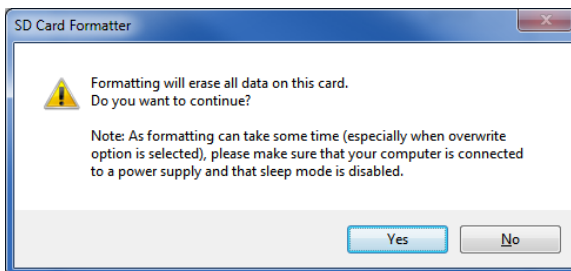 SD Card Formatter
Formatting will erase all data on this card.
Do you want to continue?
Note: As formatting can take some time (especially when overwrite
option is selected), please make sure that your computer is connected
to a power supply and that sleep mode is disabled.
Yes
No